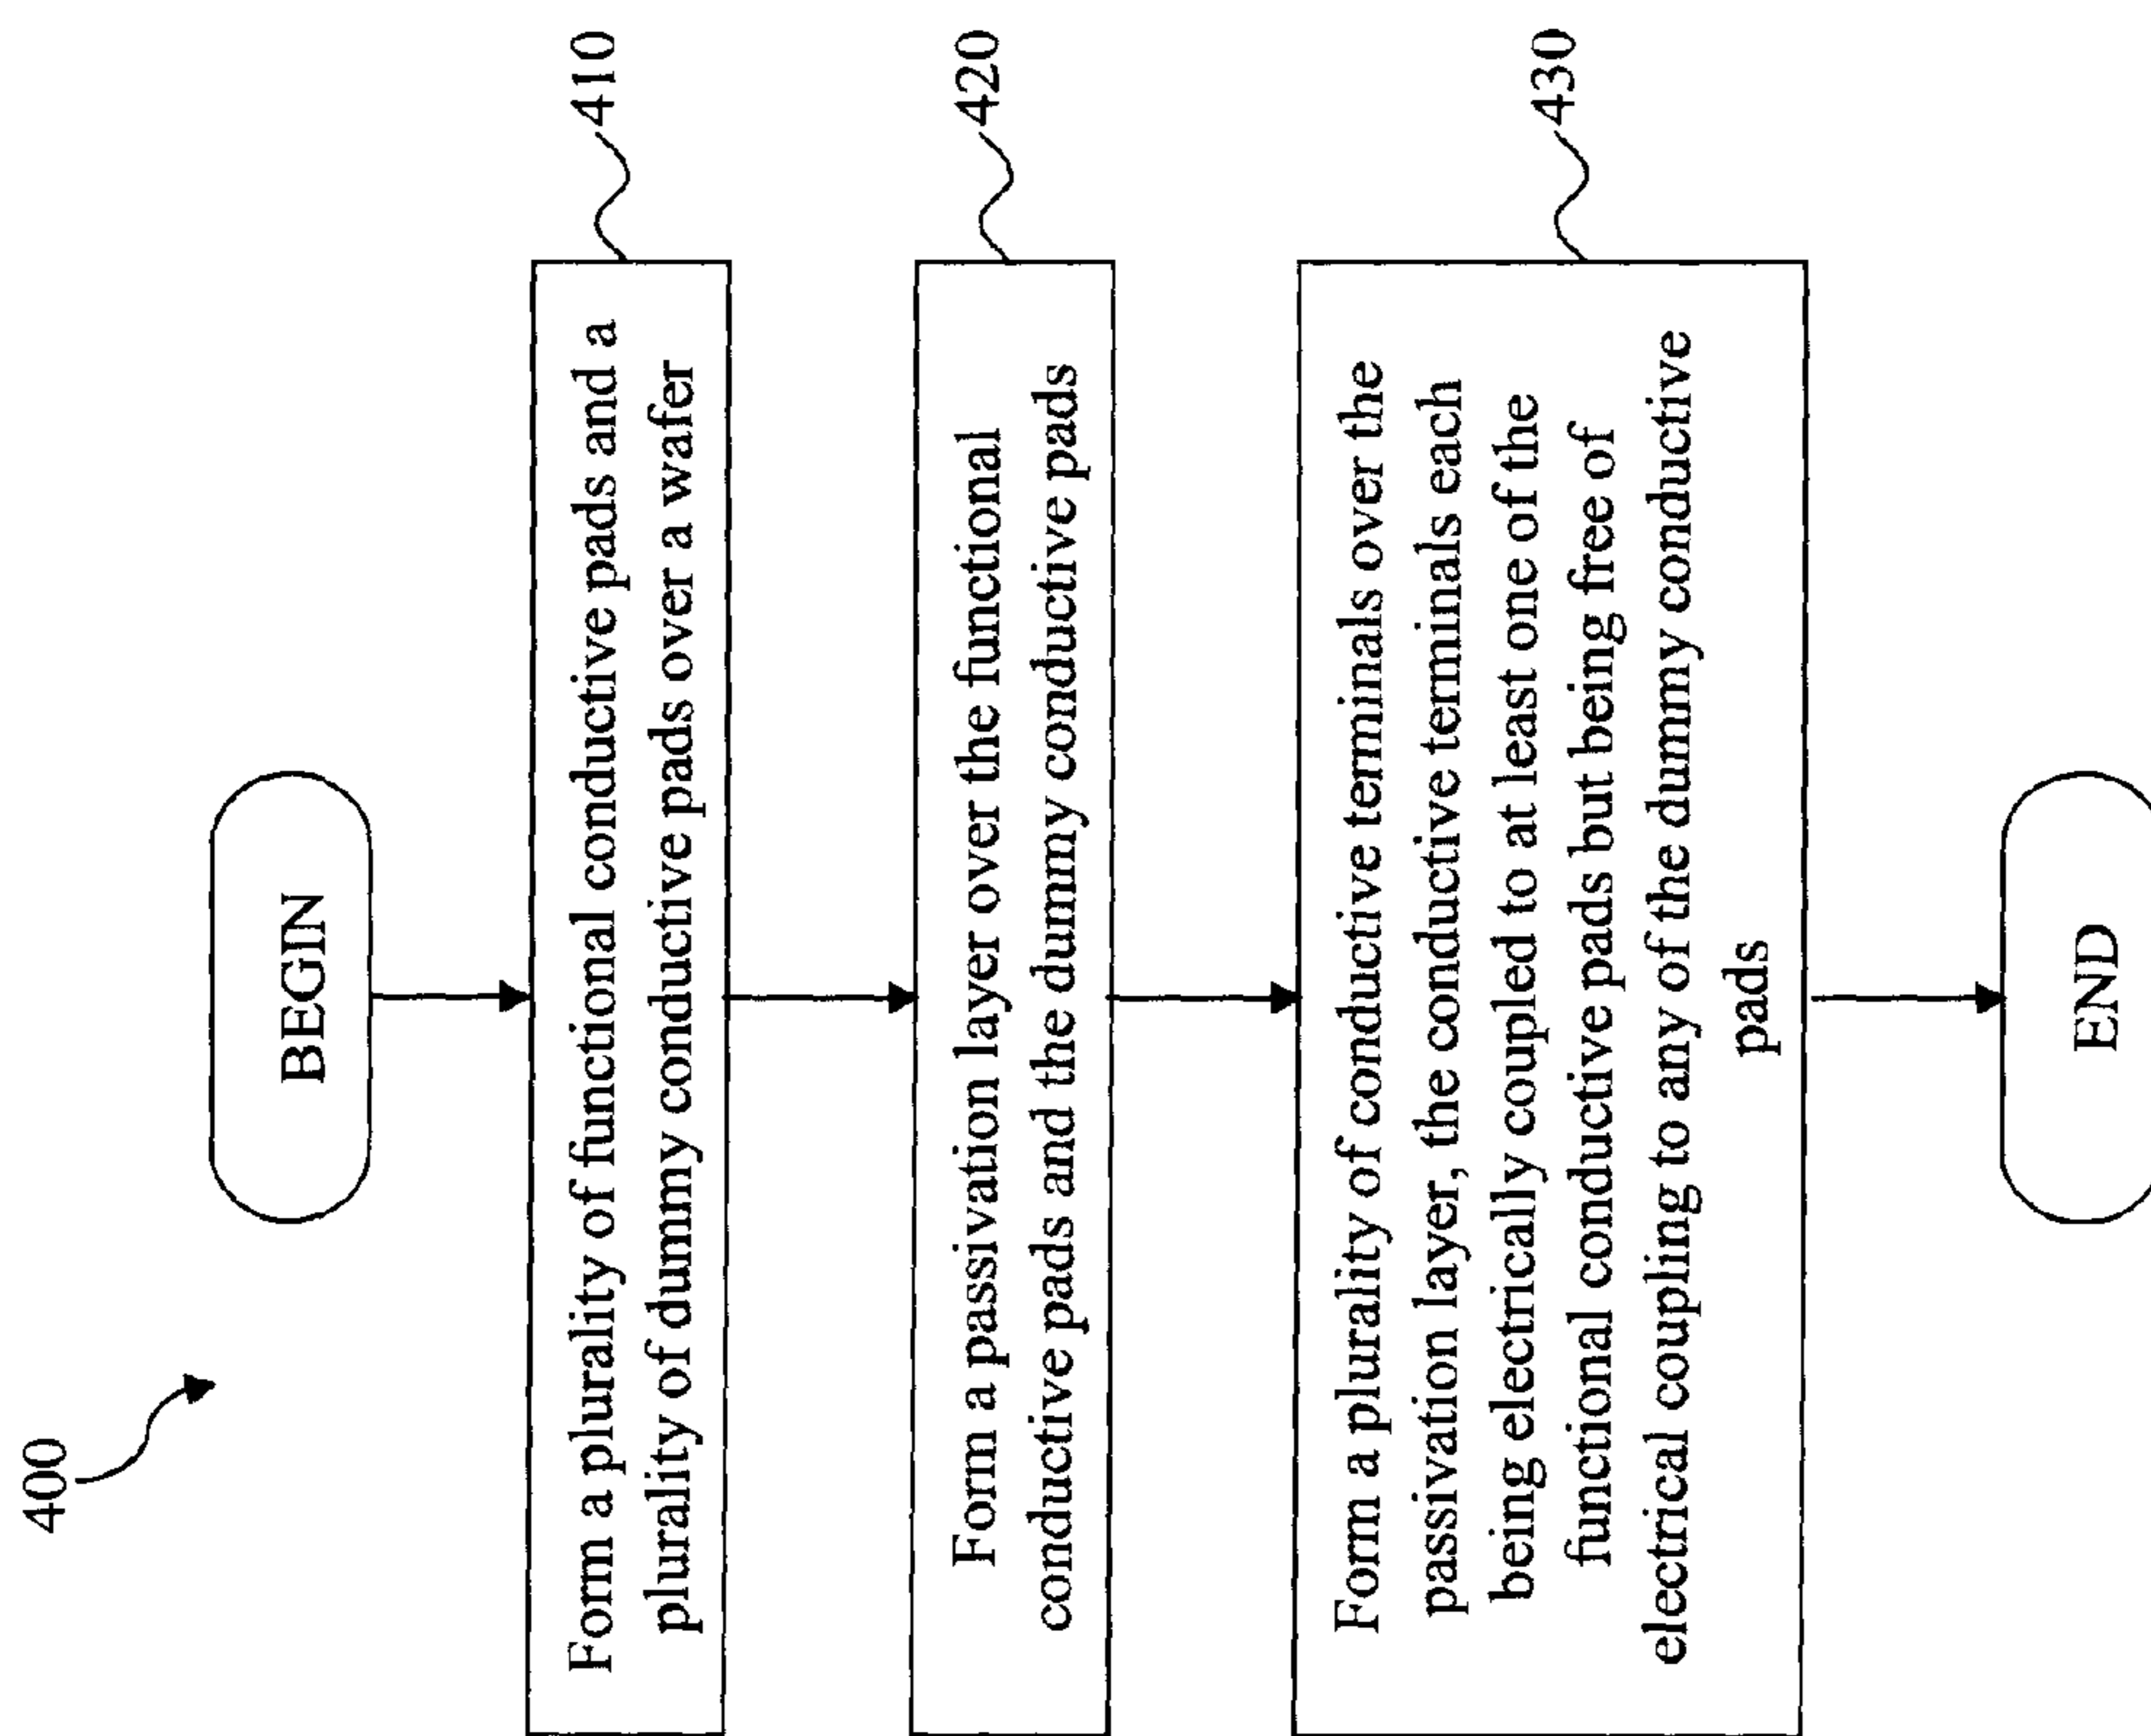 400
BEGIN
Form a plurality of functional conductive pads and a
plurality of dummy conductive pads over a wafer
410
Form a passivation layer over the functional
conductive pads and the dummy conductive pads
420
Form a plurality of conductive terminals over the
passivation layer, the conductive terminals each
being electrically coupled to at least one of the
functional conductive pads but being free of
electrical coupling to any of the dummy conductive
pads
430
END